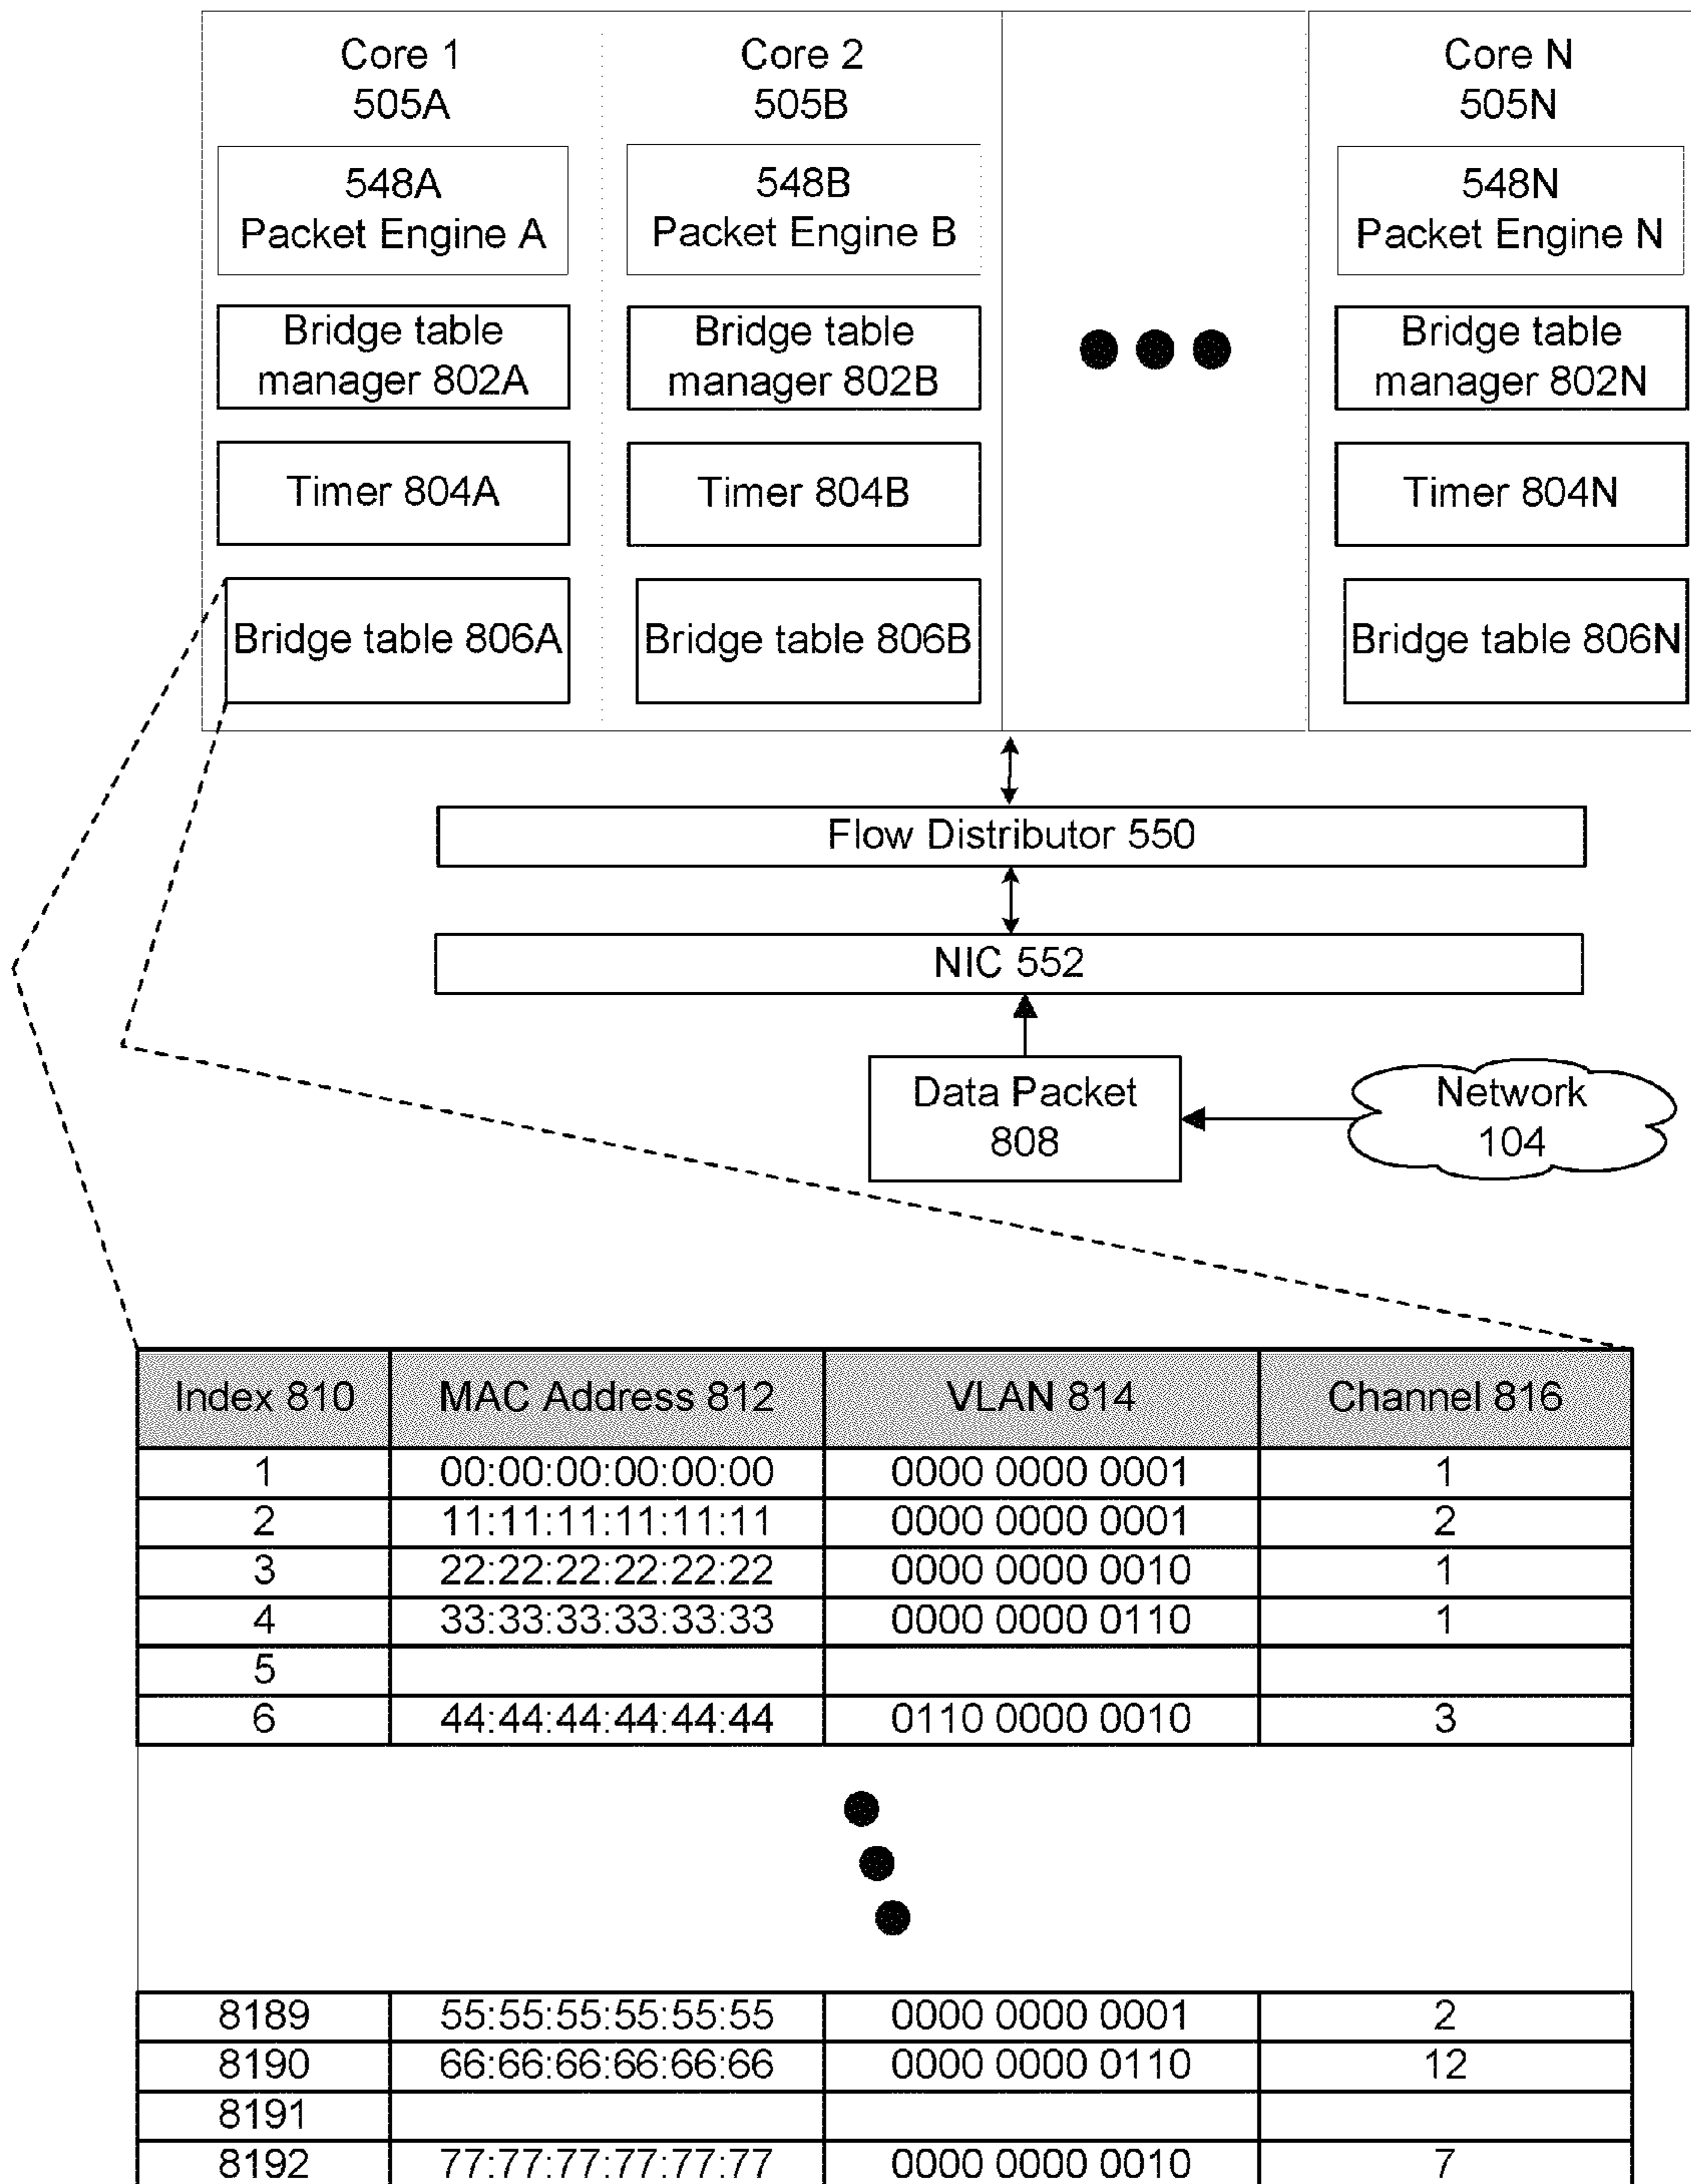 Core 1
505A
548A
Packet Engine A
Bridge table
manager 802A
Timer 804A
Bridge table 806A
Core 2
505B
548B
Packet Engine B
Bridge table
manager 802B
Timer 804B
Bridge table 806B
Core N
505N
548N
Packet Engine N
Bridge table
manager 802N
Timer 804N
Bridge table 806N
Flow Distributor 550
NIC 552
Data Packet
808
Network
104
Index 810 MAC Address 812 VLAN 814 Channel 816
1 00:00:00:00:00:00 0000 0000 0001 1
2 11:11:11:11:11:11 0000 0000 0001 2
3 22:22:22:22:22:22 0000 0000 0010 1
4 33:33:33:33:33:33 0000 0000 0110 1
5
6 44:44:44:44:44:44 0110 0000 0010 3
8189 55:55:55:55:55:55 0000 0000 0001 2
8190 66:66:66:66:66:66 0000 0000 0110 12
8191
8192 77:77:77:77:77:77 0000 0000 0010 7